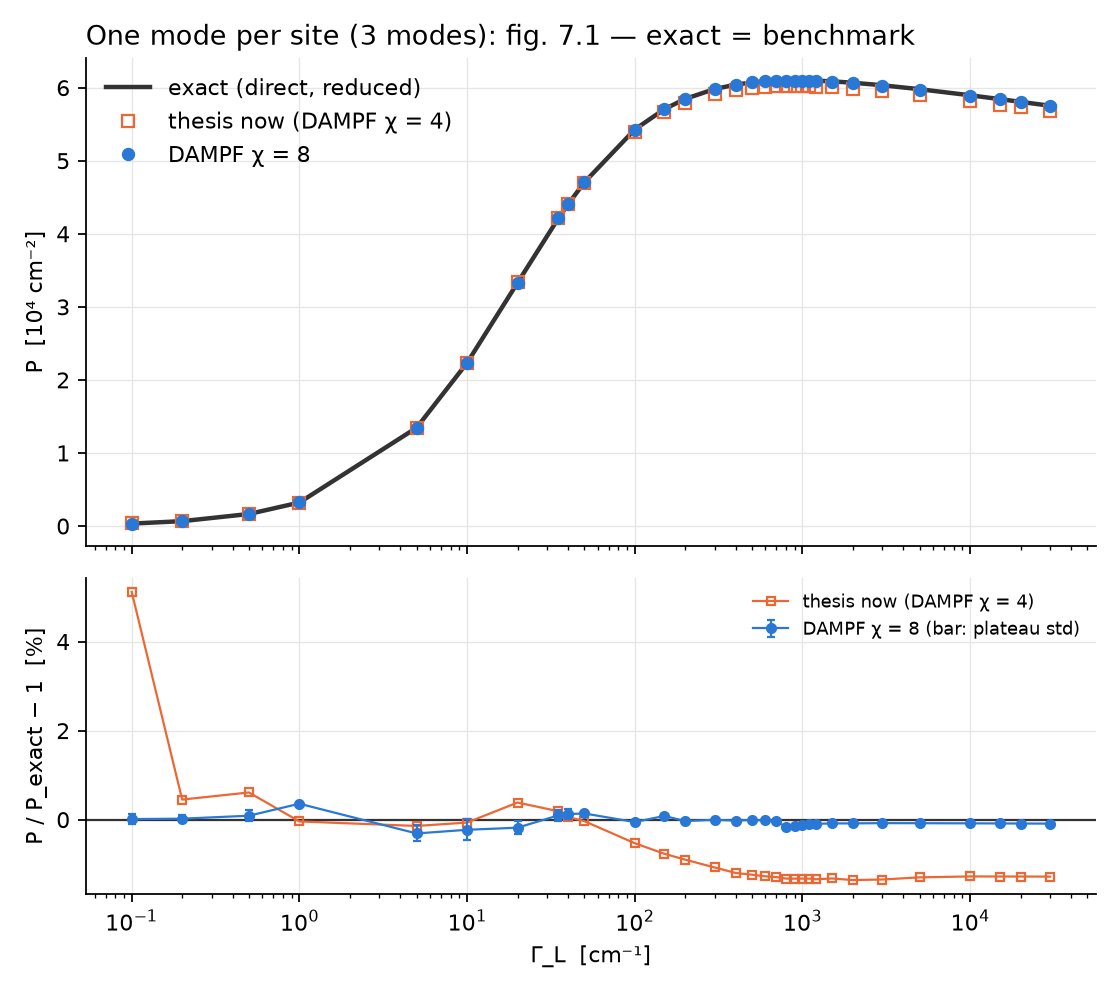 One mode per site (3 modes): fig. 7.1 — exact = benchmark
exact (direct, reduced)
thesis now (DAMPF χ = 4)
DAMPF χ = 8
P [10⁴ cm⁻²]
6
5
4
3
2
1
0
thesis now (DAMPF χ = 4)
DAMPF χ = 8 (bar: plateau std)
P / P_exact − 1 [%]
4
2
0
10⁻¹ 10⁰ 10¹ 10² 10³ 10⁴
Γ_L [cm⁻¹]